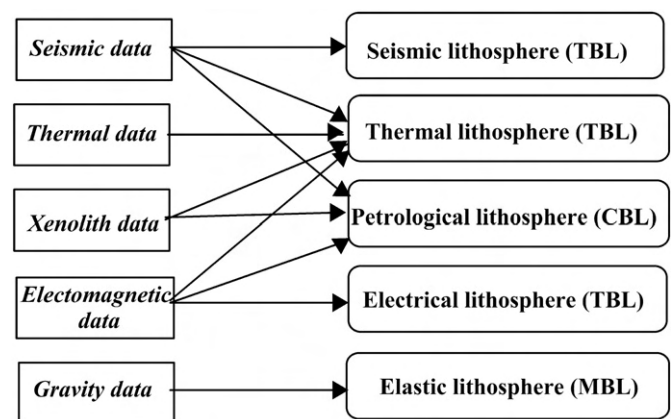 Seismic data
Seismic lithosphere (TBL)
Thermal data
Thermal lithosphere (TBL)
Xenolith data
Petrological lithosphere (CBL)
Electomagnetic
data
Electrical lithosphere (TBL)
Gravity data
Elastic lithosphere (MBL)